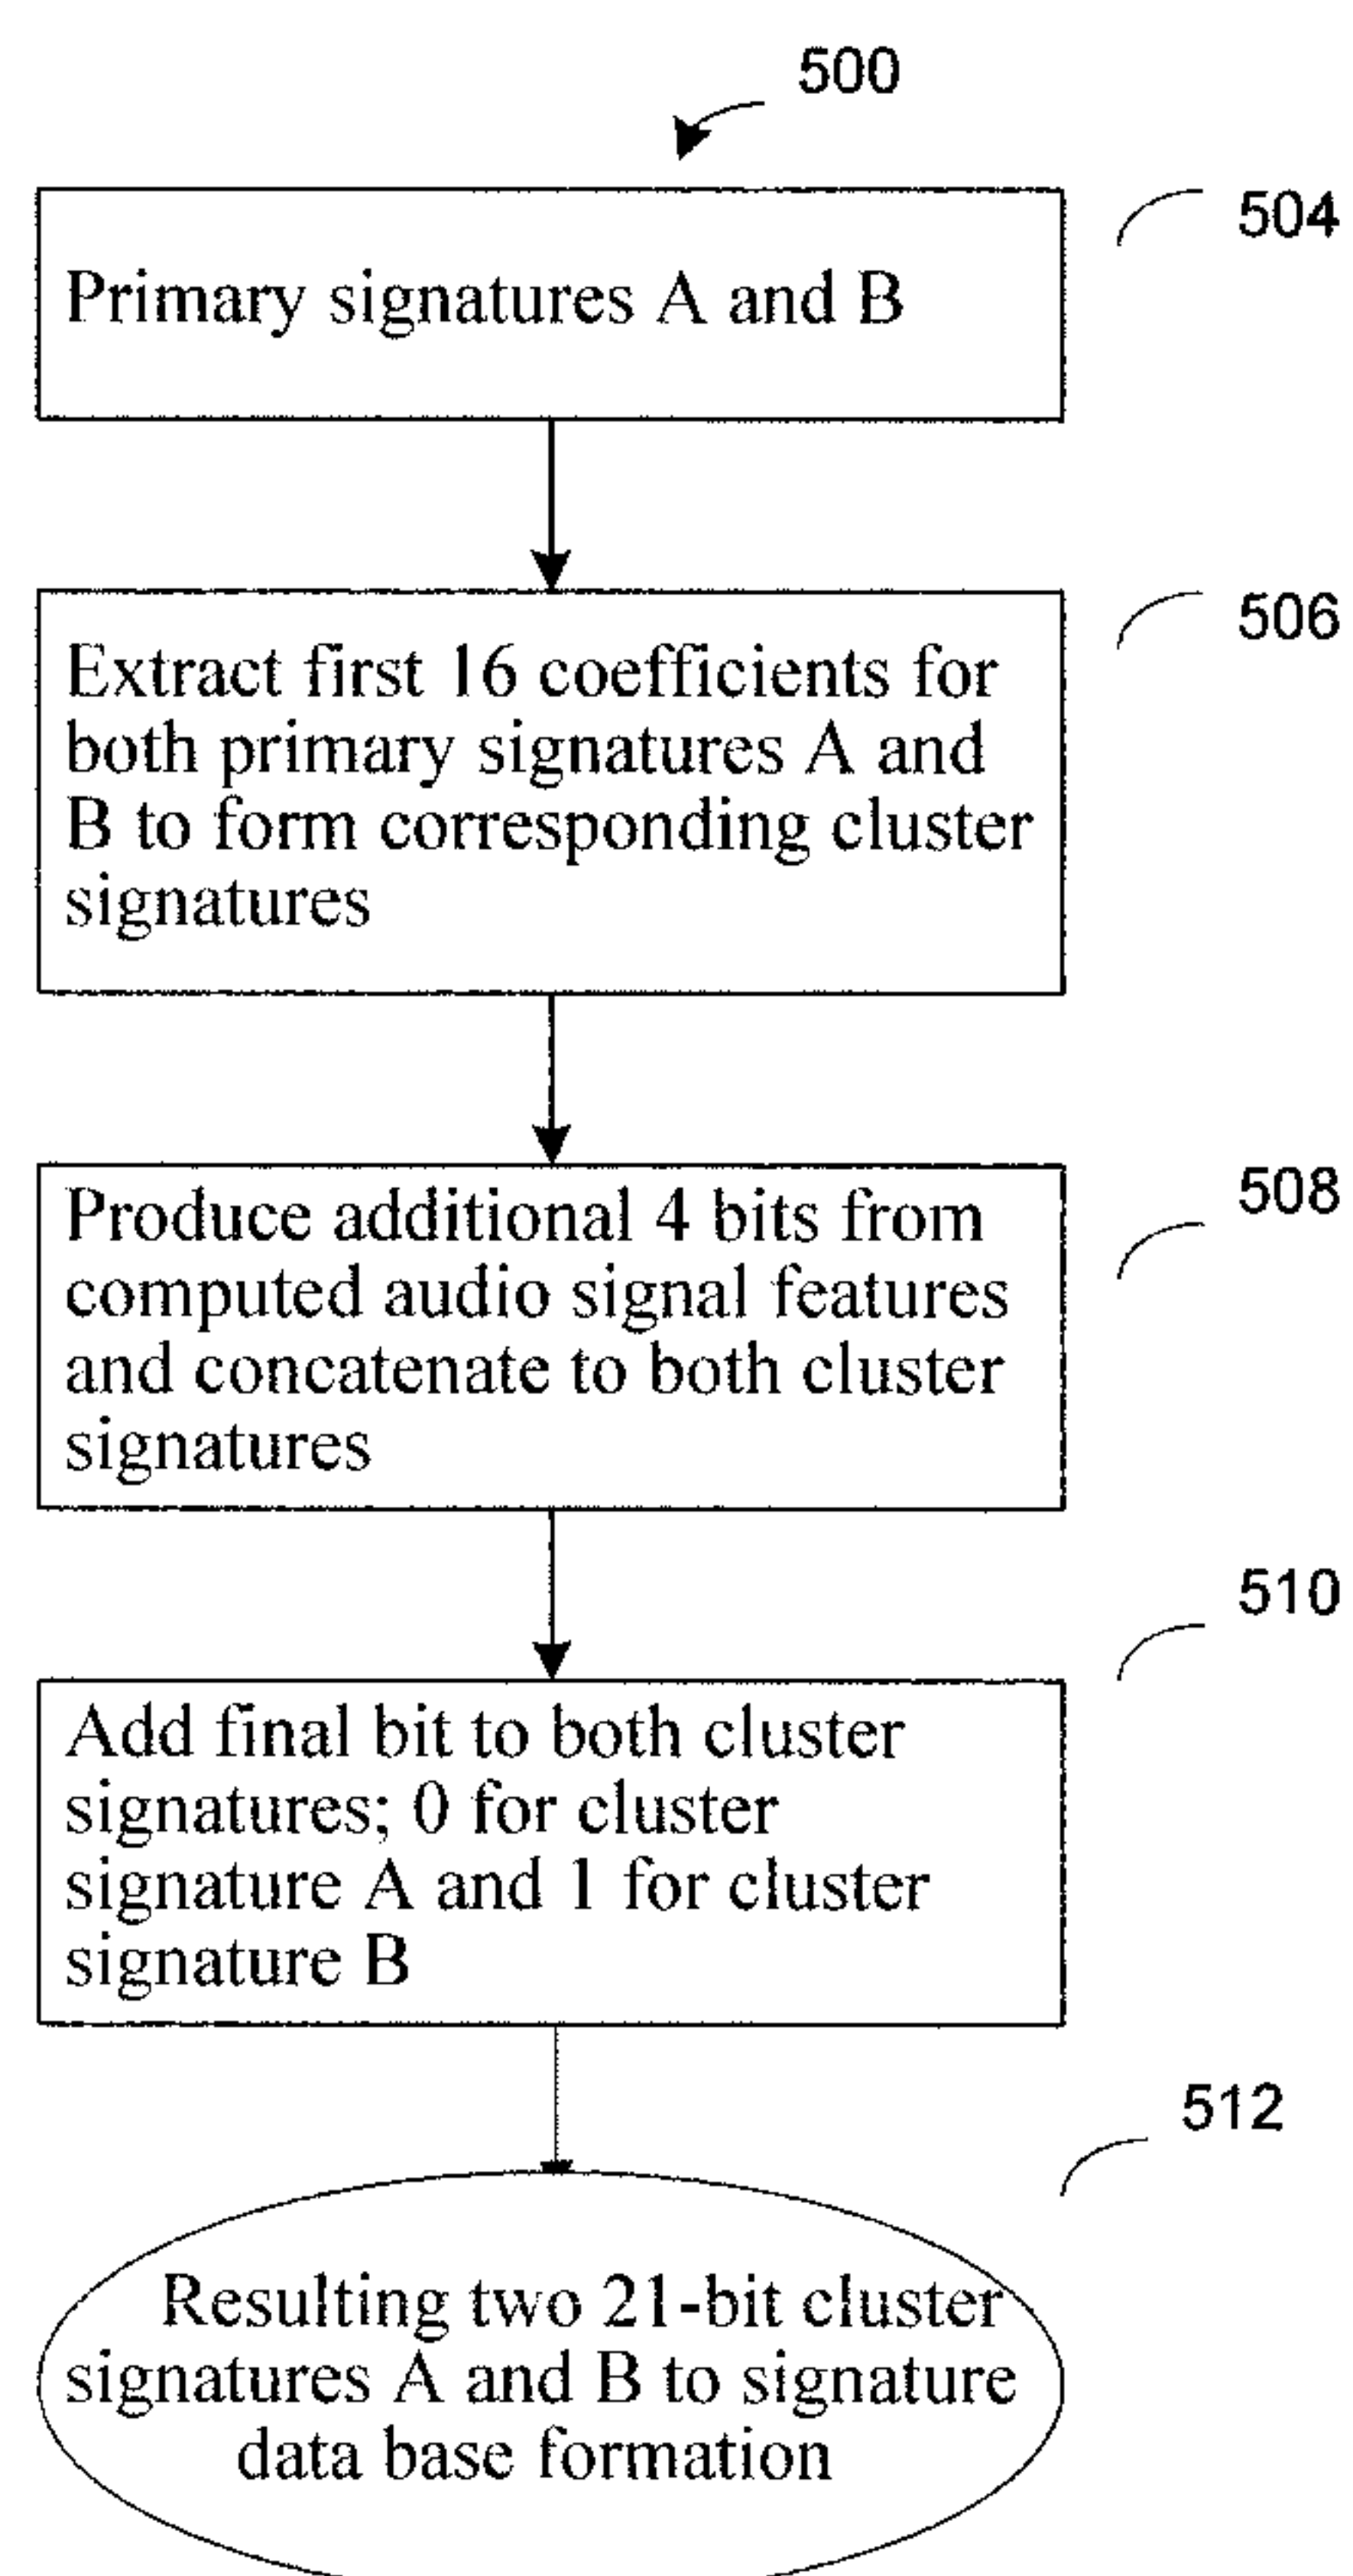 500
504
Primary signatures A and B
506
Extract first 16 coefficients for
both primary signatures A and
B to form corresponding cluster
signatures
508
Produce additional 4 bits from
computed audio signal features
and concatenate to both cluster
signatures
510
Add final bit to both cluster
signatures; 0 for cluster
signature A and 1 for cluster
signature B
512
Resulting two 21-bit cluster
signatures A and B to signature
data base formation